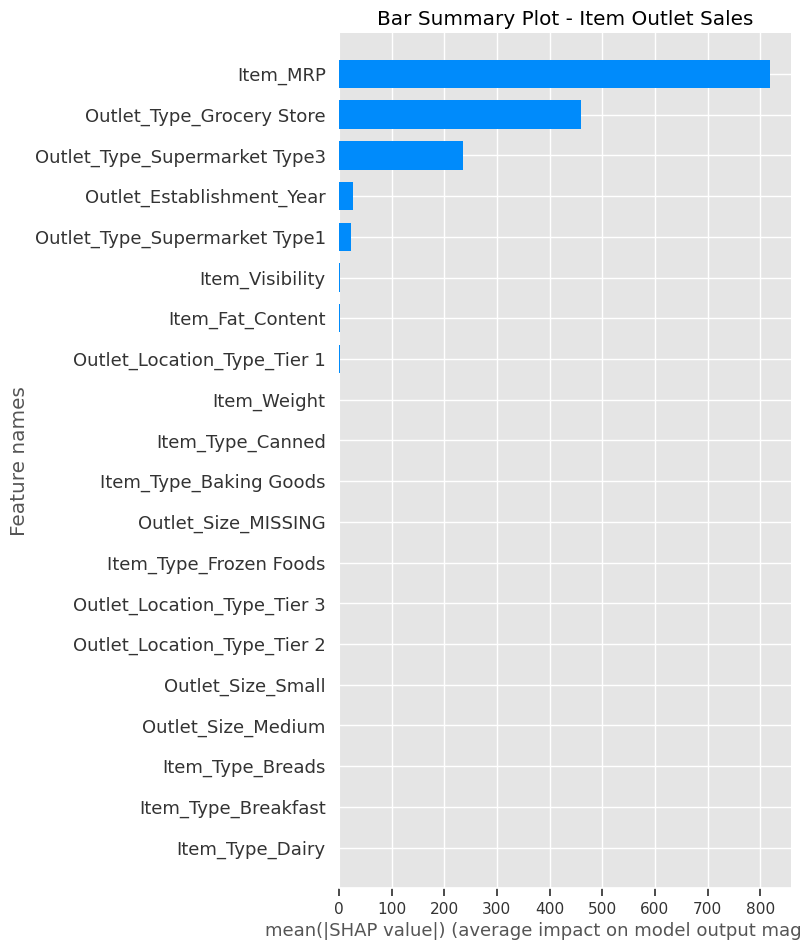 Bar Summary Plot - Item Outlet Sales
Item_MRP
Outlet_Type_Grocery Store
Outlet_Type_Supermarket Type3
Outlet_Establishment_Year
Outlet_Type_Supermarket Type1
Item_Visibility
Item_Fat_Content
Outlet_Location_Type_Tier 1
Item_Weight
Item_Type_Canned
Item_Type_Baking Goods
Outlet_Size_MISSING
Item_Type_Frozen Foods
Outlet_Location_Type_Tier 3
Outlet_Location_Type_Tier 2
Outlet_Size_Small
Outlet_Size_Medium
Item_Type_Breads
Item_Type_Breakfast
Item_Type_Dairy
Feature names
0 100 200 300 400 500 600 700 800
mean(|SHAP value|) (average impact on model output mag